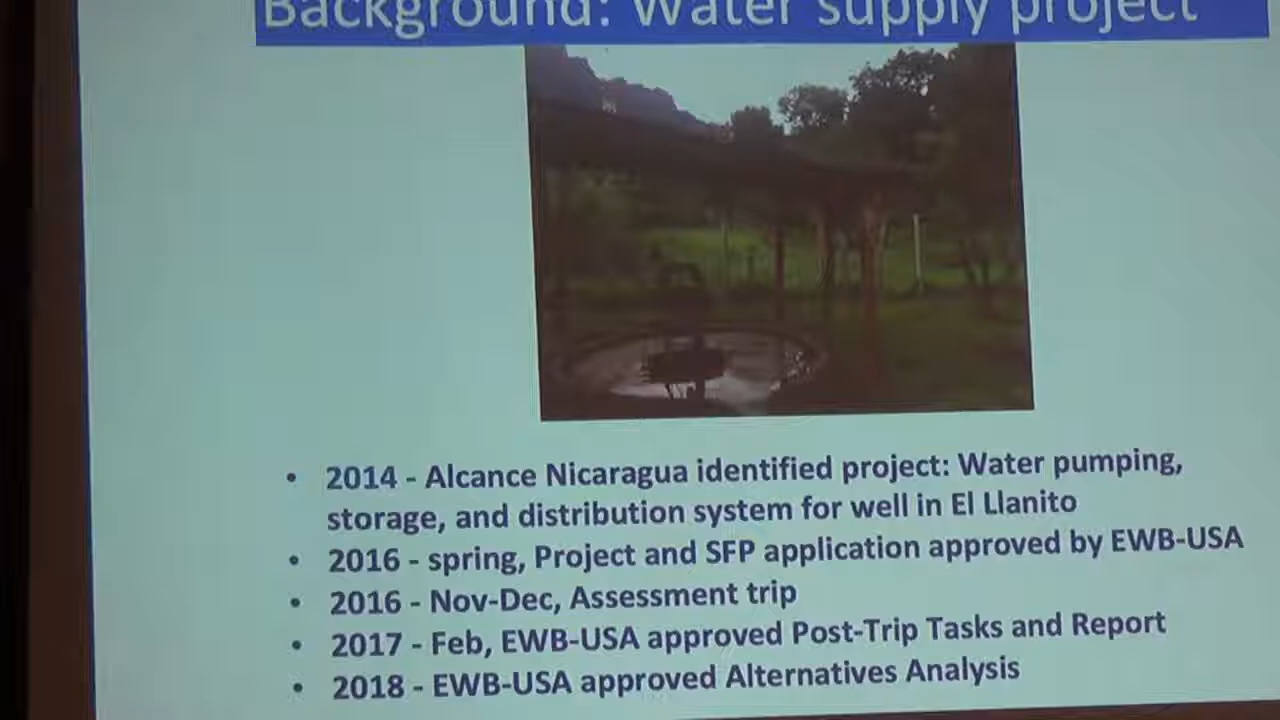 Background: Water supply project
• 2014 - Alcance Nicaragua identified project: Water pumping,
storage, and distribution system for well in El Llanito
• 2016 - spring, Project and SFP application approved by EWB-USA
• 2016 - Nov-Dec, Assessment trip
• 2017 - Feb, EWB-USA approved Post-Trip Tasks and Report
• 2018 - EWB-USA approved Alternatives Analysis